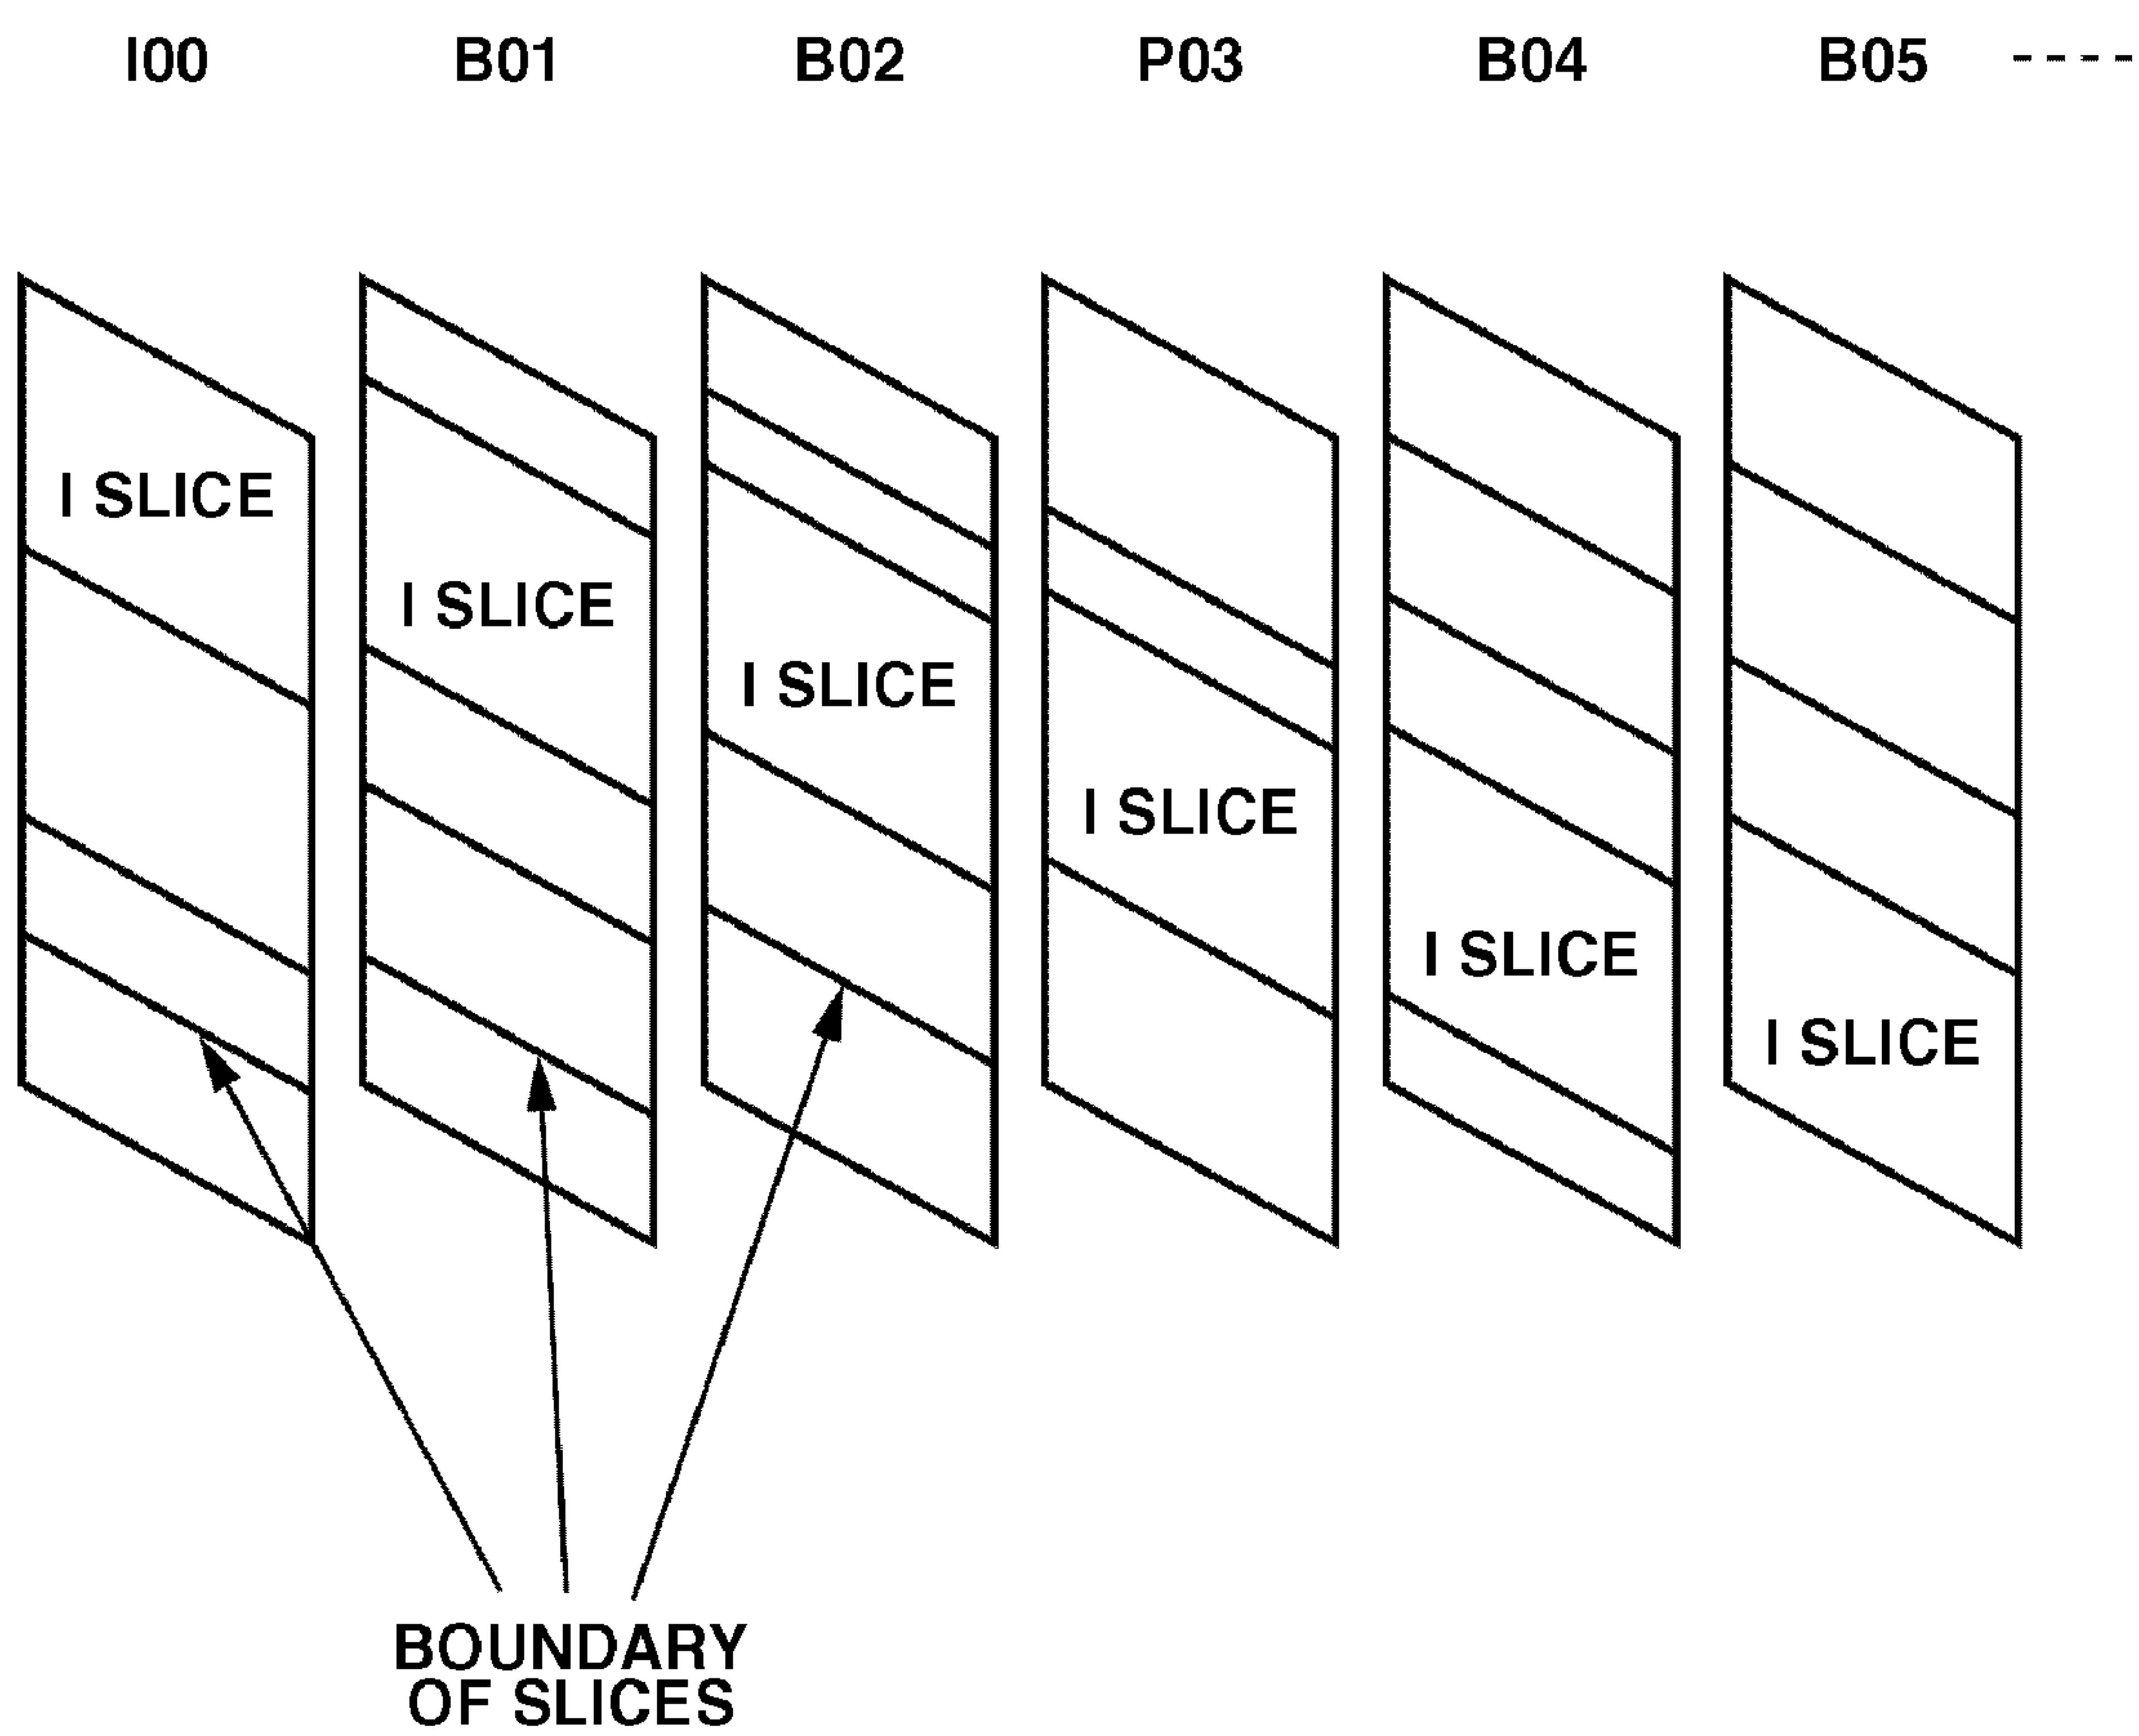 I00 B01 B02 P03 B04 B05 ----
I SLICE
I SLICE
I SLICE
I SLICE
I SLICE
I SLICE
BOUNDARY
OF SLICES